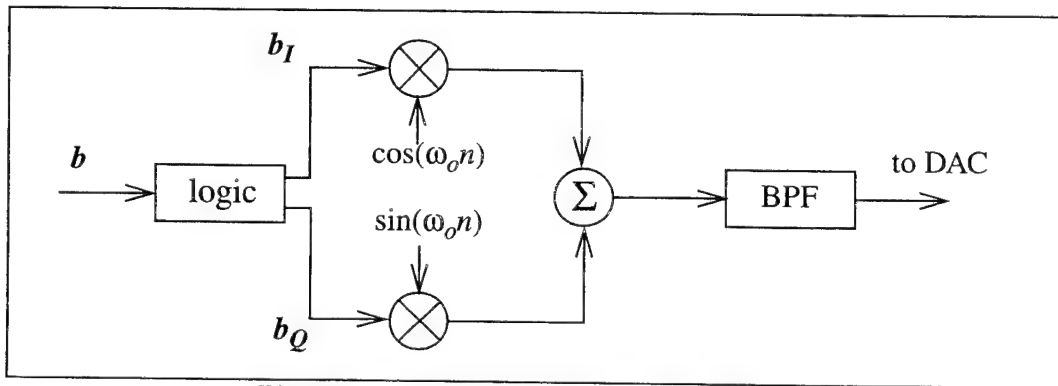 b_I
b
cos(ω_o n)
logic
sin(ω_o n)
Σ
BPF
to DAC
b_Q